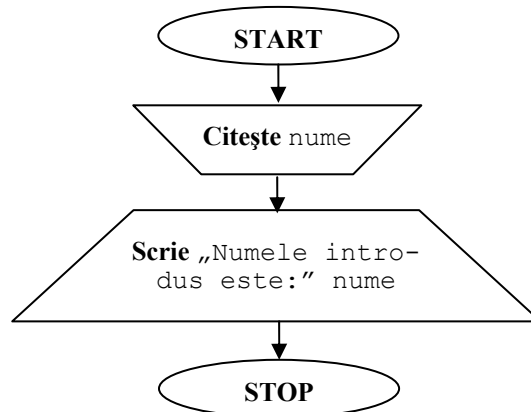 START
Citeşte nume
Scrie „Numele intro-
dus este:” nume
STOP